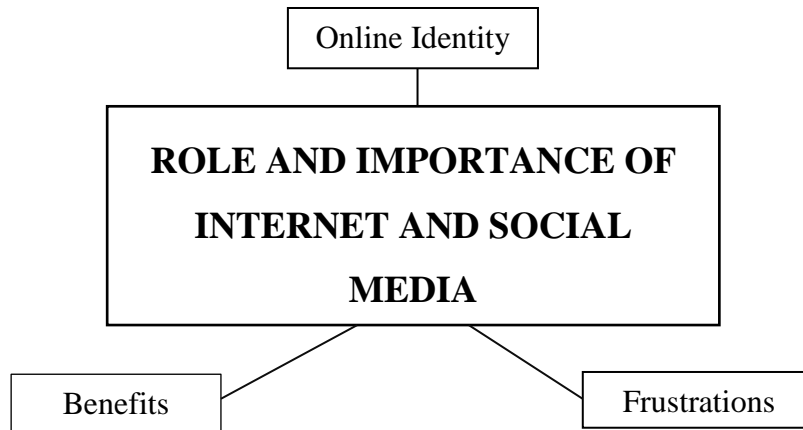 Online Identity
ROLE AND IMPORTANCE OF
INTERNET AND SOCIAL
MEDIA
Benefits
Frustrations